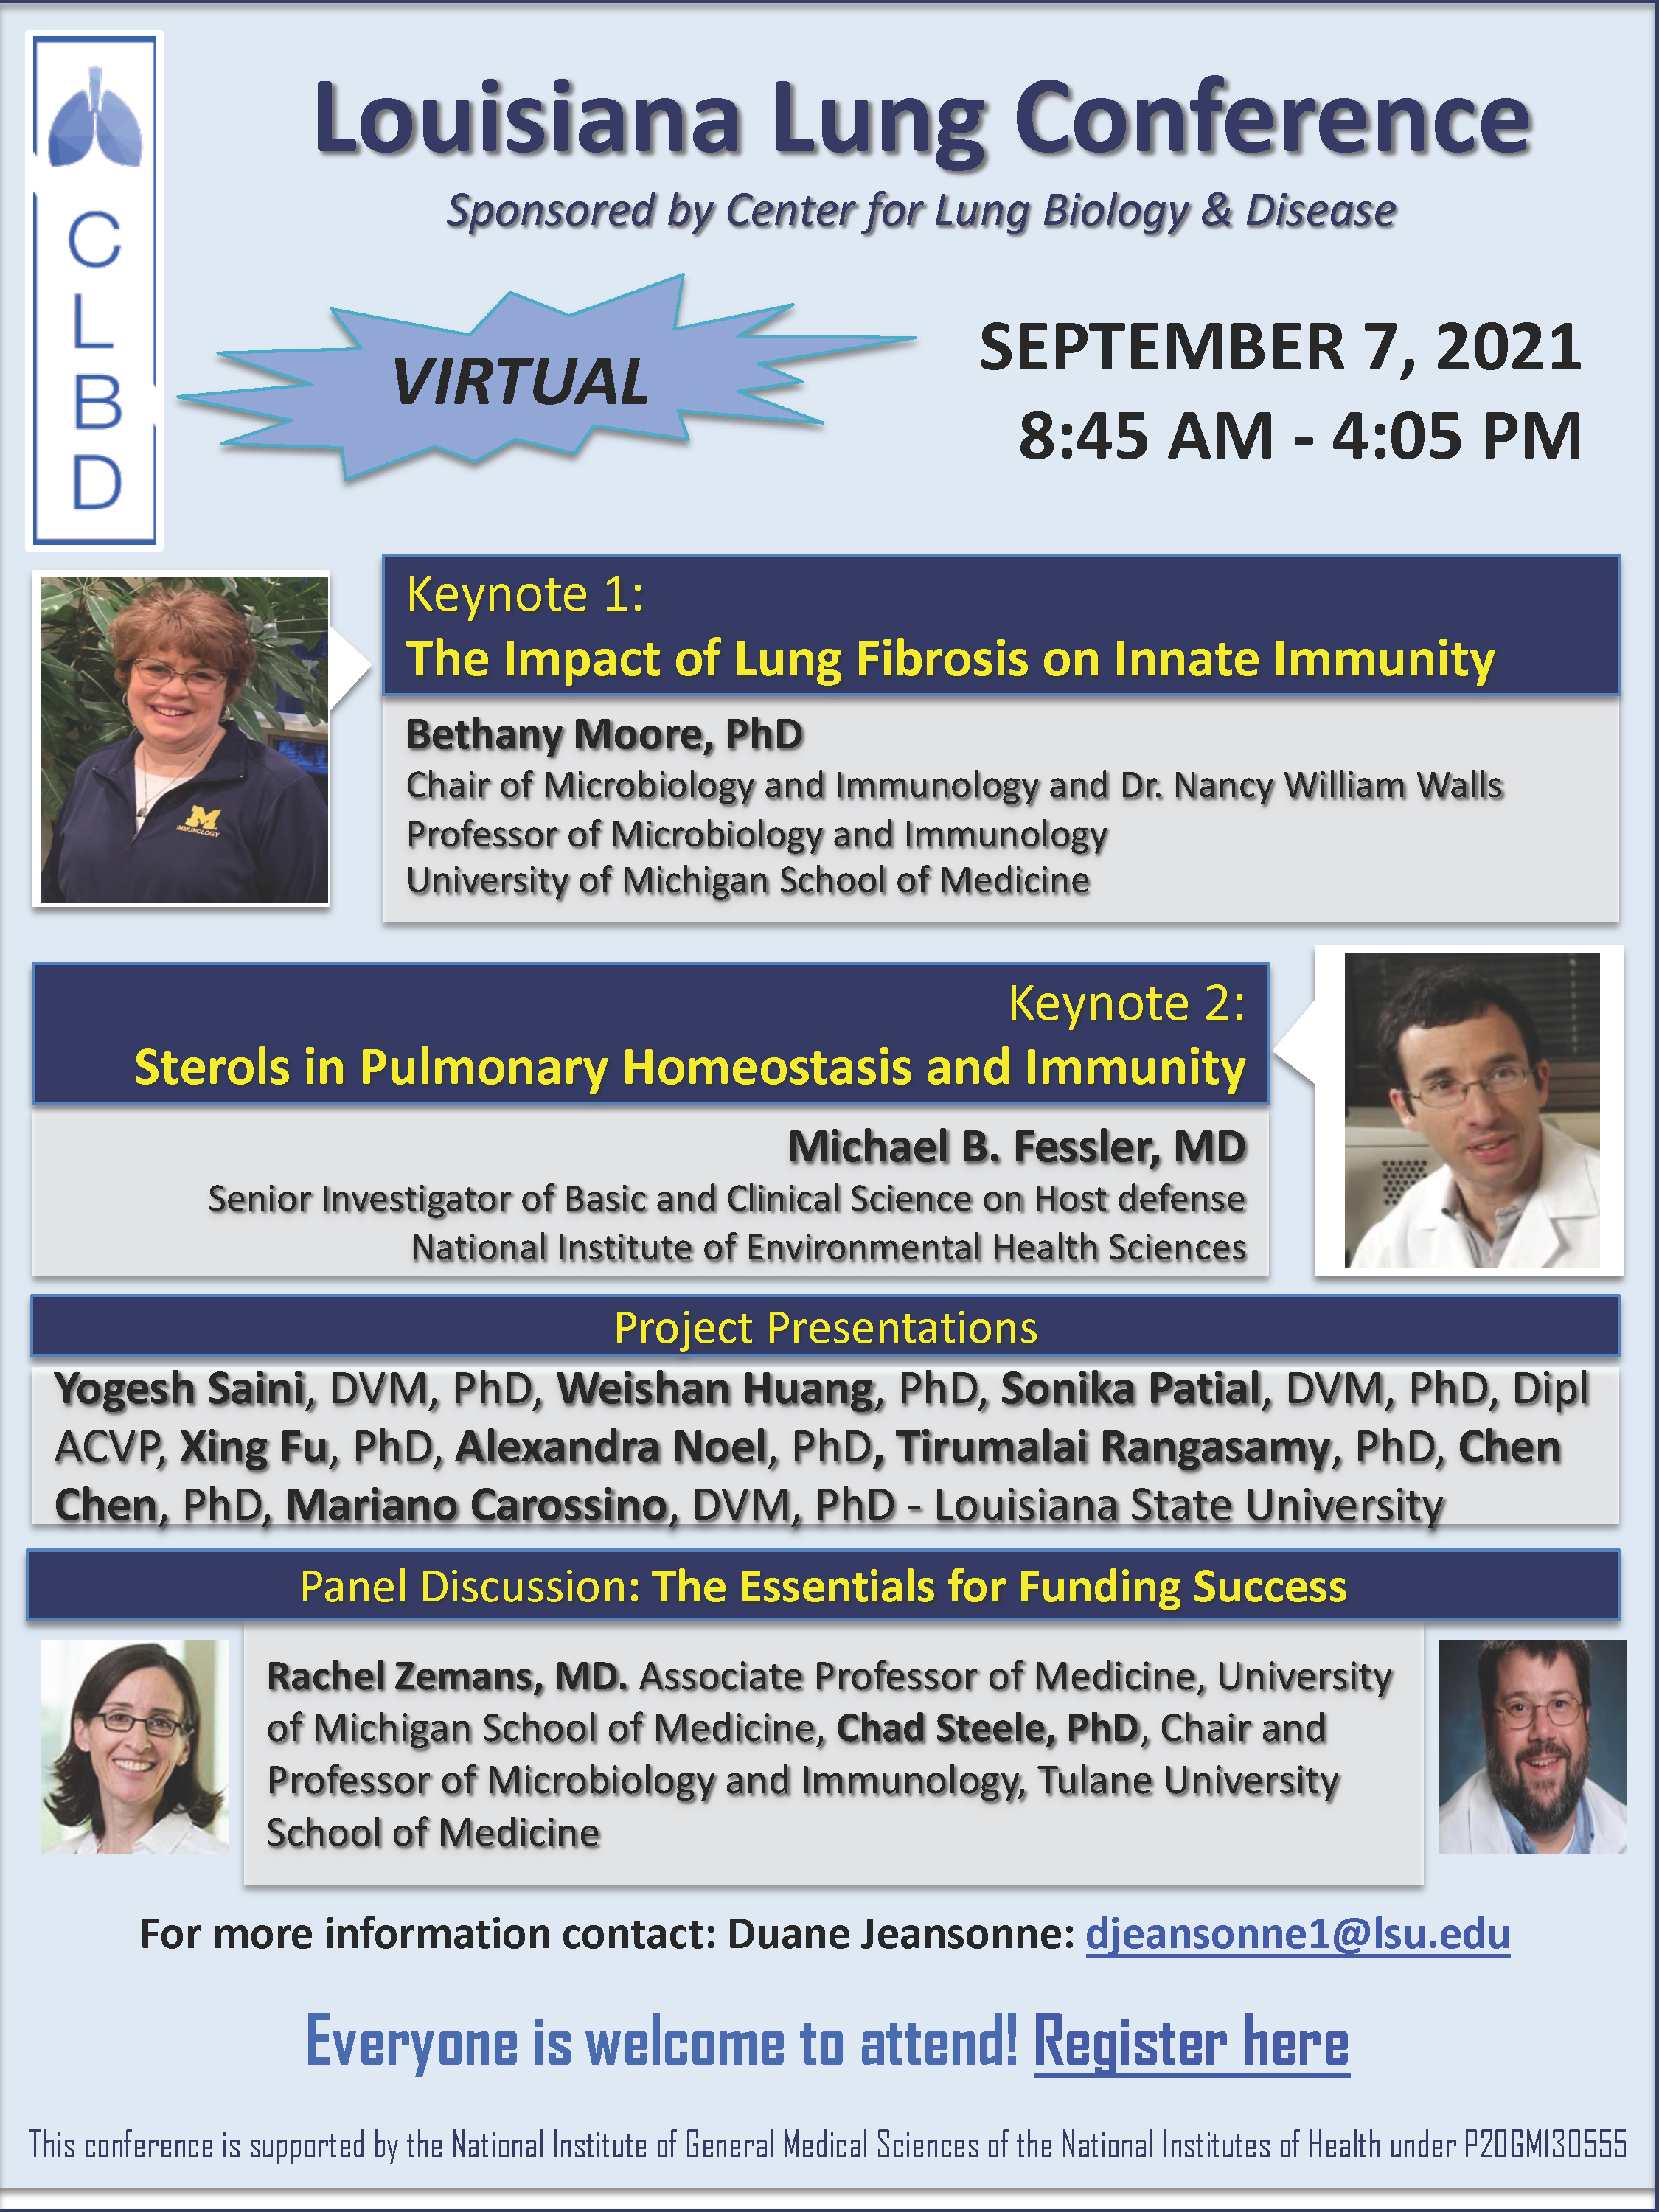 C
L
B
D
Louisiana Lung Conference
Sponsored by Center for Lung Biology & Disease
VIRTUAL
SEPTEMBER 7, 2021
8:45 AM - 4:05 PM
Keynote 1:
The Impact of Lung Fibrosis on Innate Immunity
M
IMMUNOLOGY
Bethany Moore, PhD
Chair of Microbiology and Immunology and Dr. Nancy William Walls
Professor of Microbiology and Immunology
University of Michigan School of Medicine
Keynote 2:
Sterols in Pulmonary Homeostasis and Immunity
Michael B. Fessler, MD
Senior Investigator of Basic and Clinical Science on Host defense
National Institute of Environmental Health Sciences
Project Presentations
Yogesh Saini, DVM, PhD, Weishan Huang, PhD, Sonika Patial, DVM, PhD, Dipl
ACVP, Xing Fu, PhD, Alexandra Noel, PhD, Tirumalai Rangasamy, PhD, Chen
Chen, PhD, Mariano Carossino, DVM, PhD - Louisiana State University
Panel Discussion: The Essentials for Funding Success
Rachel Zemans, MD. Associate Professor of Medicine, University
of Michigan School of Medicine, Chad Steele, PhD, Chair and
Professor of Microbiology and Immunology, Tulane University
School of Medicine
For more information contact: Duane Jeansonne: djeansonne1@lsu.edu
Everyone is welcome to attend! Register here
This conference is supported by the National Institute of General Medical Sciences of the National Institutes of Health under P20GM130555